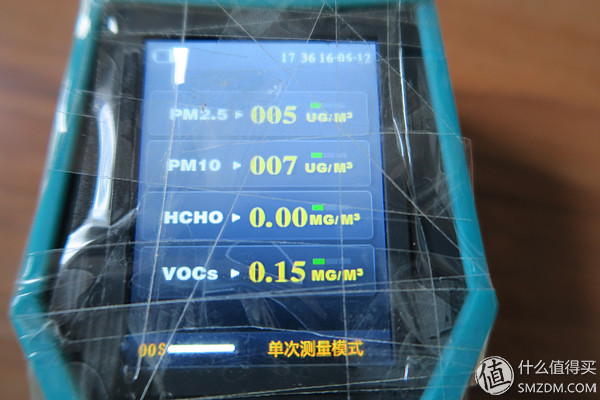 17 36 16-05-12
PM2.5 ▸ 005 UG/M³
PM10 ▸ 007 UG/M³
HCHO ▸ 0.00 MG/M³
VOCs ▸ 0.15 MG/M³
00S 单次测量模式
值 什么值得买
SMZDM.COM